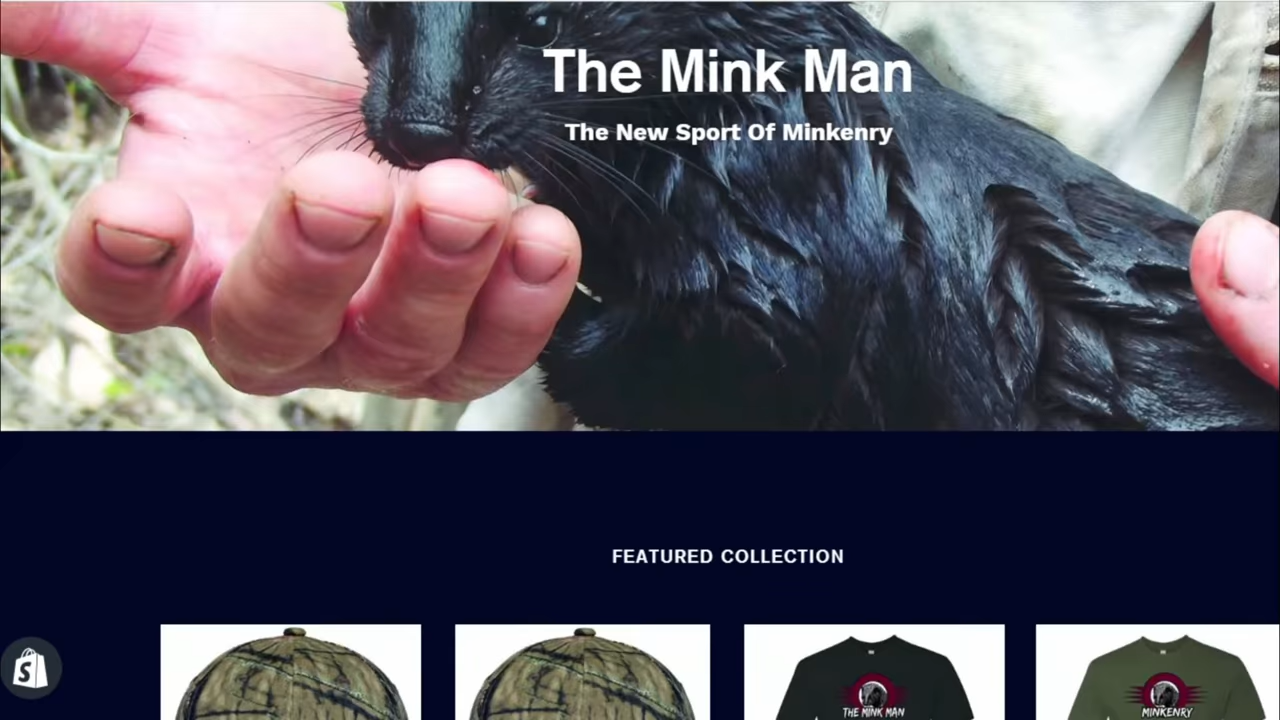 The Mink Man
The New Sport Of Minkenry
FEATURED COLLECTION
S
THE MINK MAN
MINKENRY